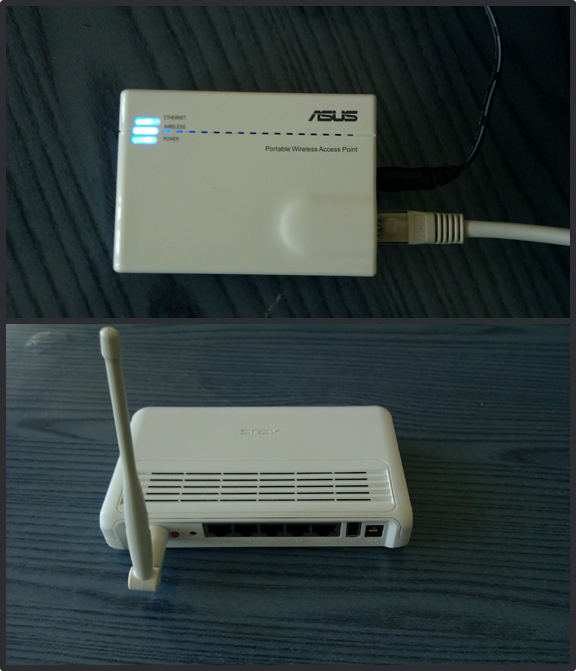 ETHERNET
ASUS
WIRELESS
POWER
Portable Wireless Access Point